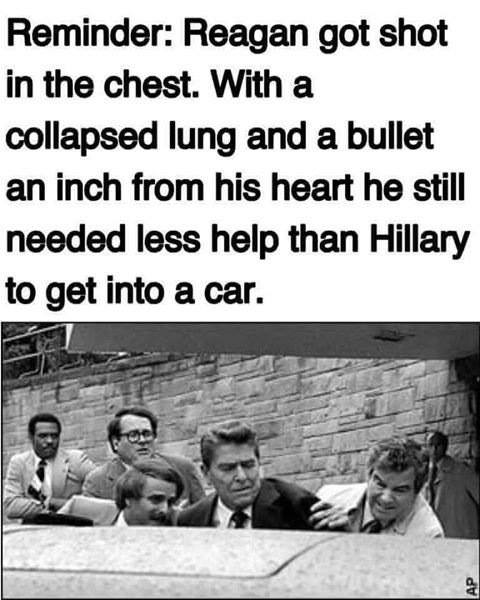 Reminder: Reagan got shot
in the chest. With a
collapsed lung and a bullet
an inch from his heart he still
needed less help than Hillary
to get into a car.
AP